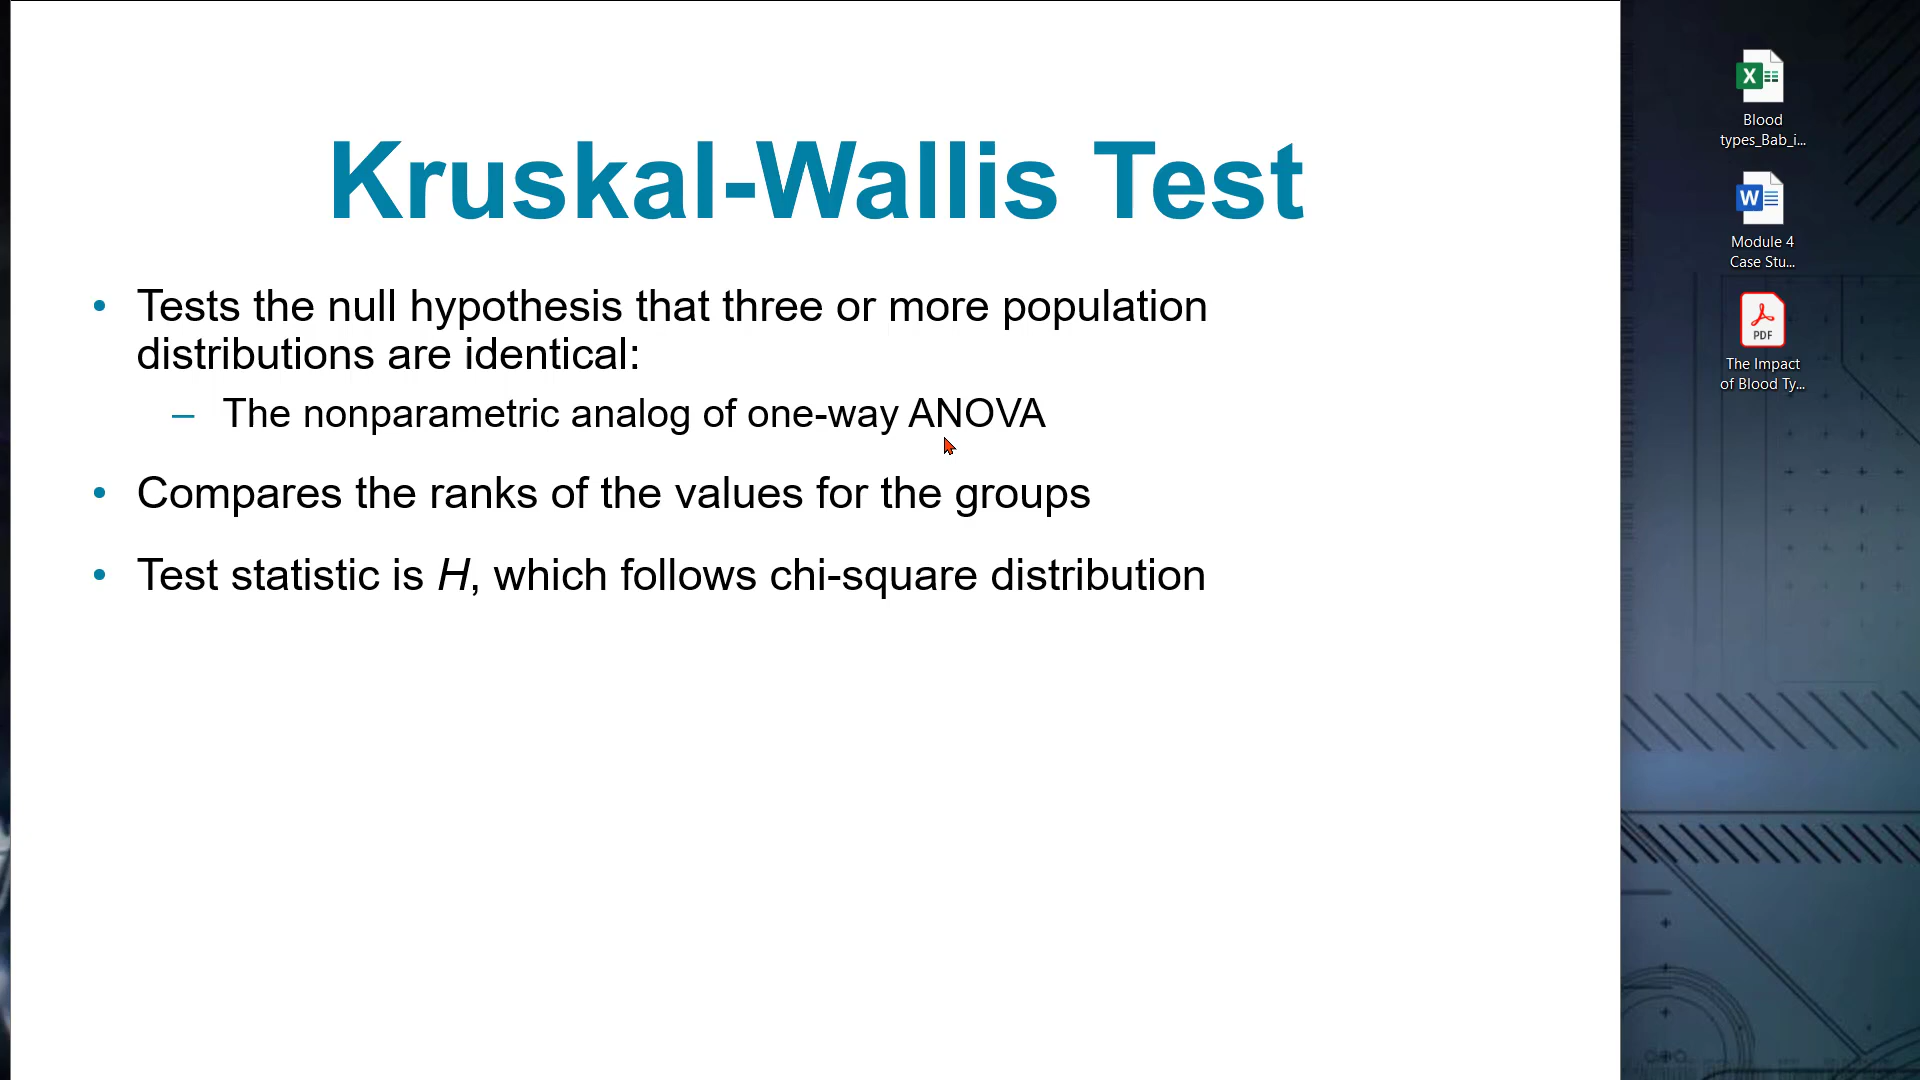 Kruskal-Wallis Test
• Tests the null hypothesis that three or more population
distributions are identical:
– The nonparametric analog of one-way ANOVA
• Compares the ranks of the values for the groups
• Test statistic is H, which follows chi-square distribution
X
Blood
types_Bab_i...
W
Module 4
Case Stu...
PDF
The Impact
of Blood Ty...